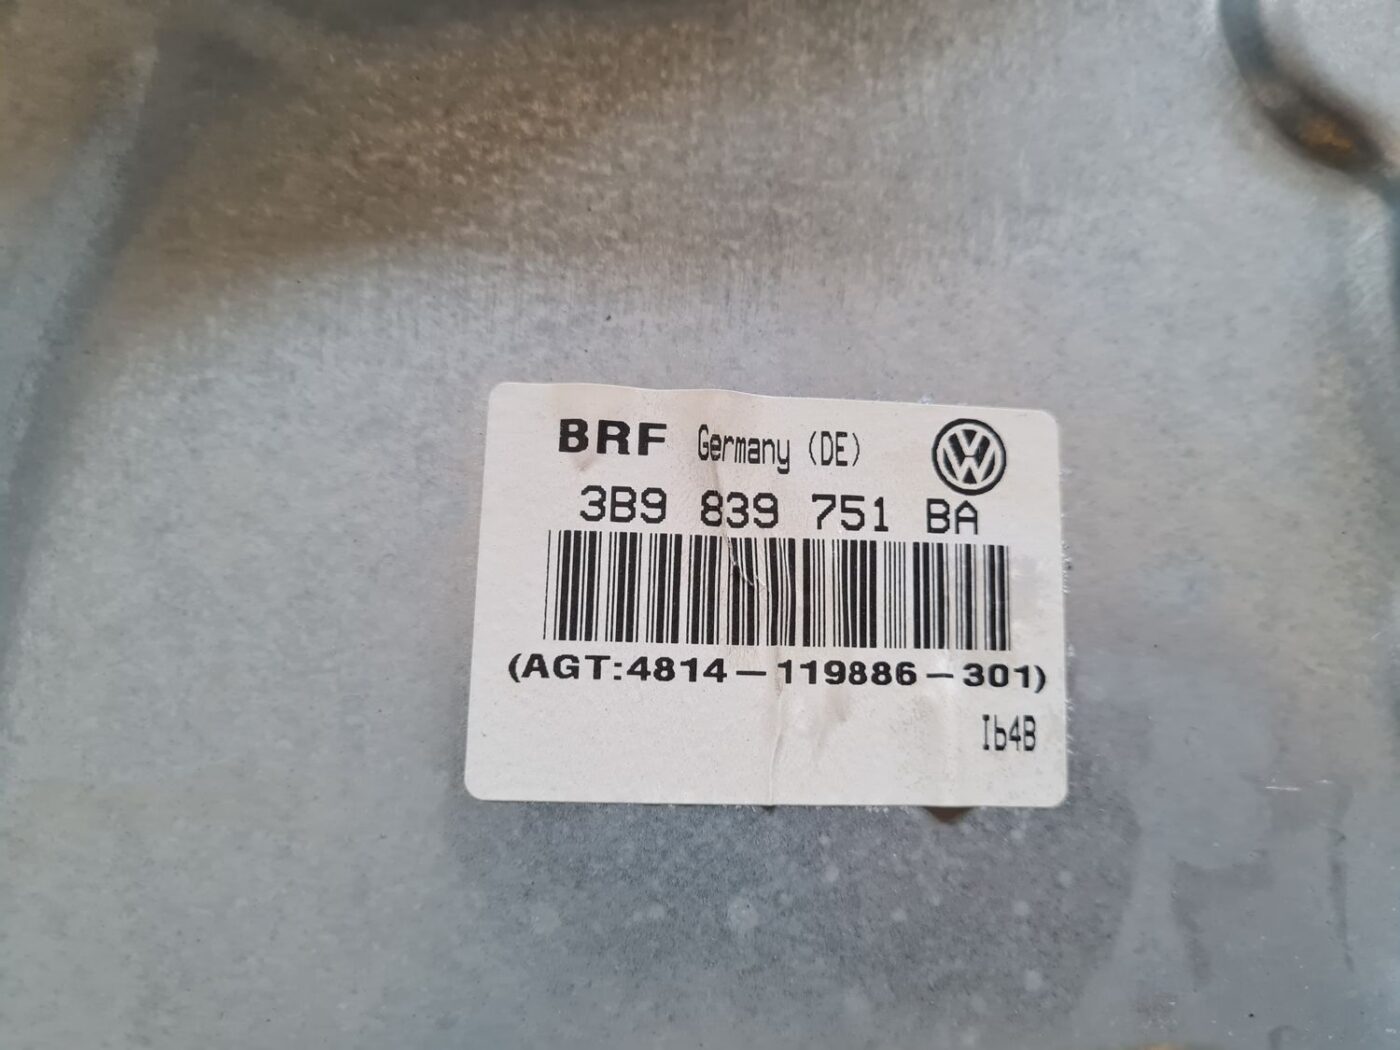 BRF Germany (DE)
3B9 839 751 BA
(AGT:4814-119886-301)
Ib4B